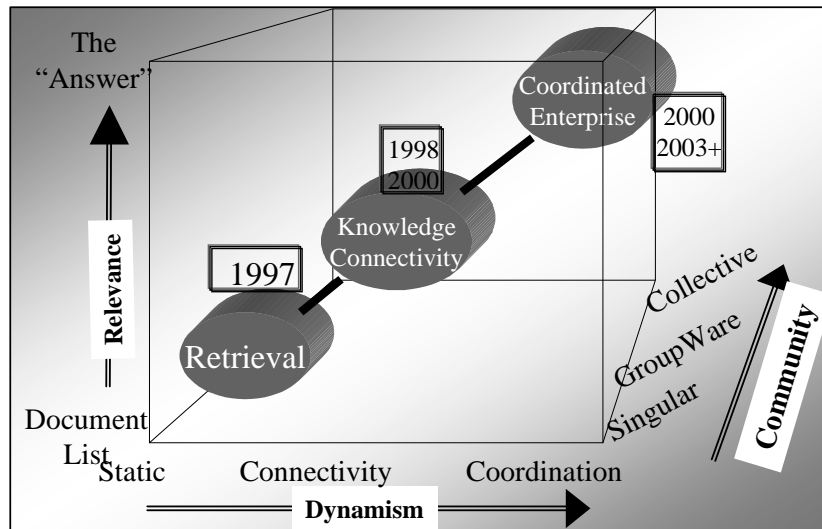 The
“Answer”
Coordinated
Enterprise
2000
2003+
1998
2000
Knowledge
Connectivity
1997
Relevance
Retrieval
Collective
GroupWare
Singular
Community
Document
List
Static
Connectivity
Coordination
Dynamism